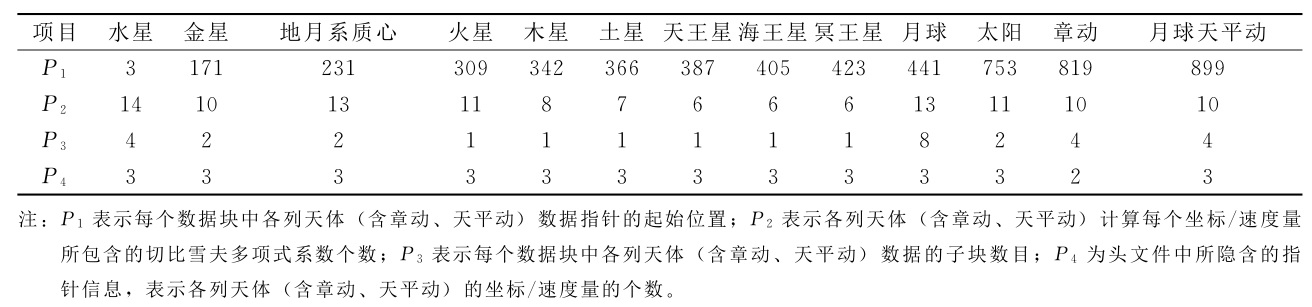 项目 水星 金星 地月系质心 火星 木星 土星 天王星 海王星 冥王星 月球 太阳 章动 月球天平动
P1 3 171 231 309 342 366 387 405 423 441 753 819 899
P2 14 10 13 11 8 7 6 6 6 13 11 10 10
P3 4 2 2 1 1 1 1 1 1 8 2 4 4
P4 3 3 3 3 3 3 3 3 3 3 3 2 3
注：P1 表示每个数据块中各列天体（含章动、天平动）数据指针的起始位置；P2 表示各列天体（含章动、天平动）计算每个坐标/速度量
所包含的切比雪夫多项式系数个数；P3 表示每个数据块中各列天体（含章动、天平动）数据的子块数目；P4 为头文件中所隐含的指
针信息，表示各列天体（含章动、天平动）的坐标/速度量的个数。